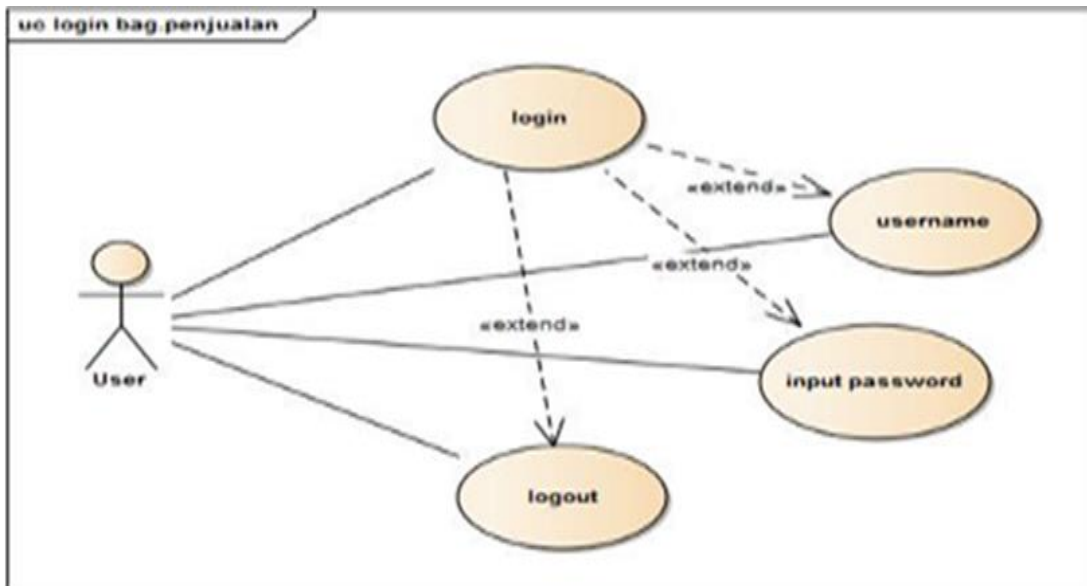 uc login bag.penjualan
login
«extend»
username
«extend»
«extend»
input password
User
logout